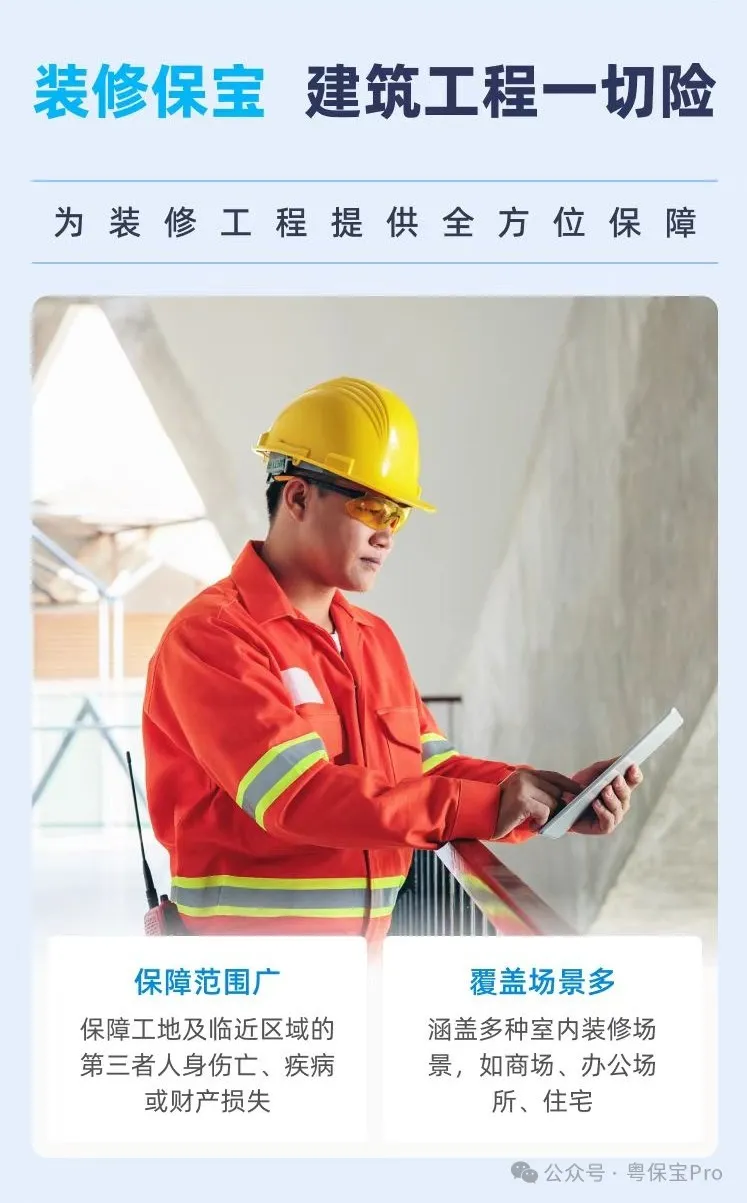 装修保宝 建筑工程一切险
为装修工程提供全方位保障
保障范围广
保障工地及临近区域的
第三者人身伤亡、疾病
或财产损失
覆盖场景多
涵盖多种室内装修场
景，如商场、办公场
所、住宅
公众号·粤保宝Pro